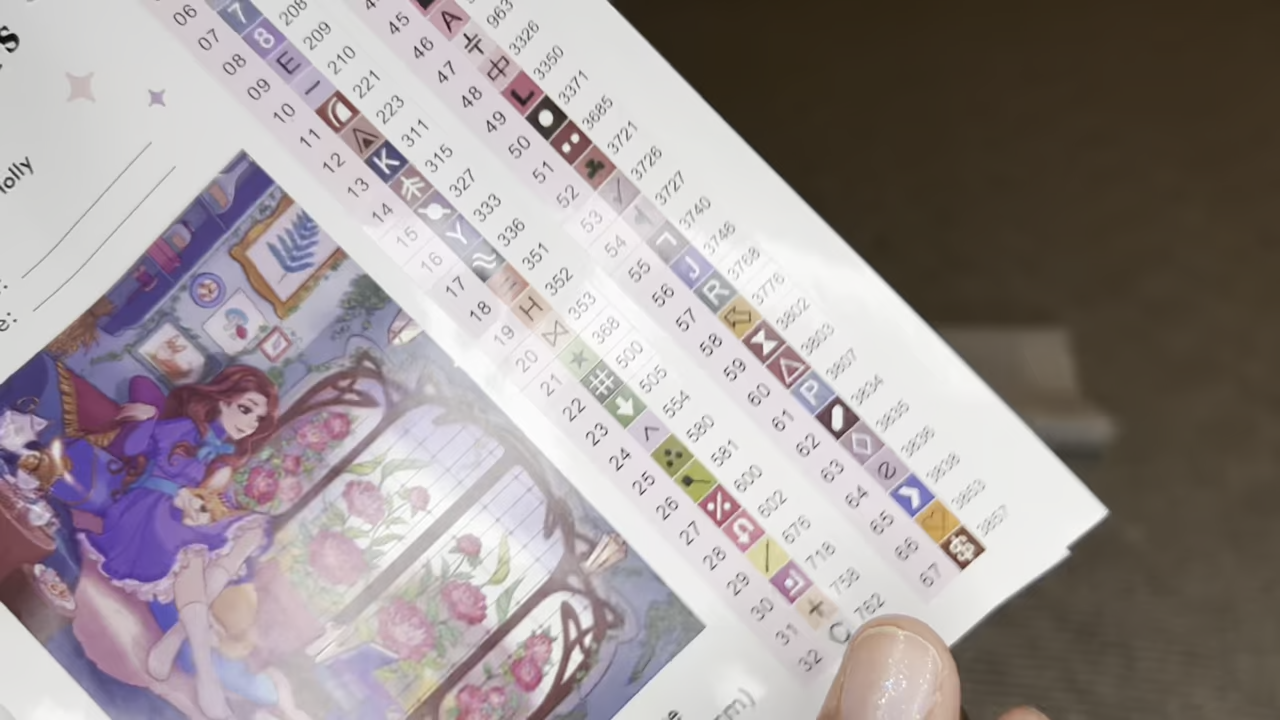 olly
e:
06
07 7
08 8 208
09 E 209
10 | 210
11 221
12 223
13 K 311
14 315
15 327
16 Y 333
17 ≈ 336
18 = 351
19 H 352
20 353
21 368
22 # 500
23 505
24 ^ 554
25 580
26 581
27 % 600
28 602
29 / 676
30 718
31 + 758
32 C 762
45
46 A
47 963
48 中 3326
49 L 3350
50 3371
51 3685
52 3721
53 3726
54 3727
55 3740
56 J 3746
57 R 3768
58 3776
59 3802
60 3803
61 P 3807
62 3834
63 3835
64 3836
65 3838
66 3853
67 3857